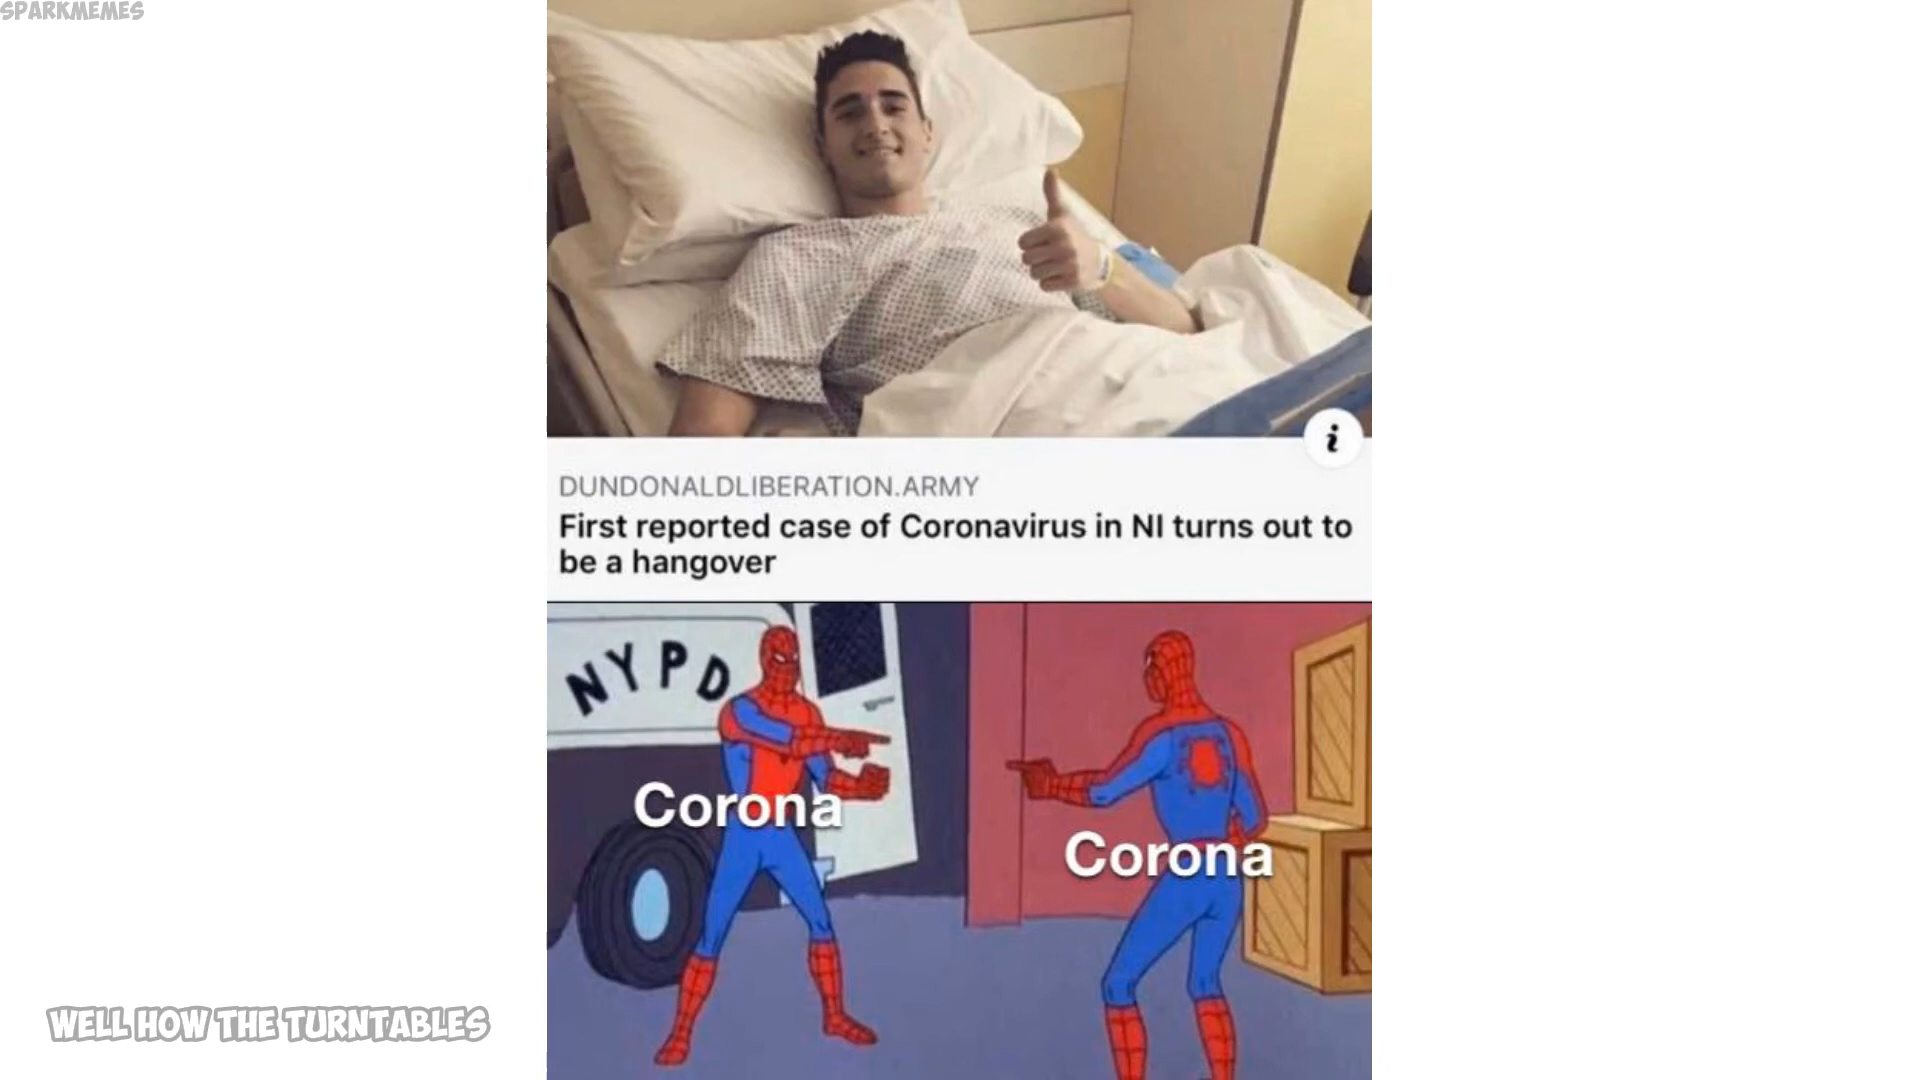 SPARKMEMES
i
DUNDONALDLIBERATION.ARMY
First reported case of Coronavirus in NI turns out to
be a hangover
NYPD
Corona
Corona
WELL HOW THE TURNTABLES